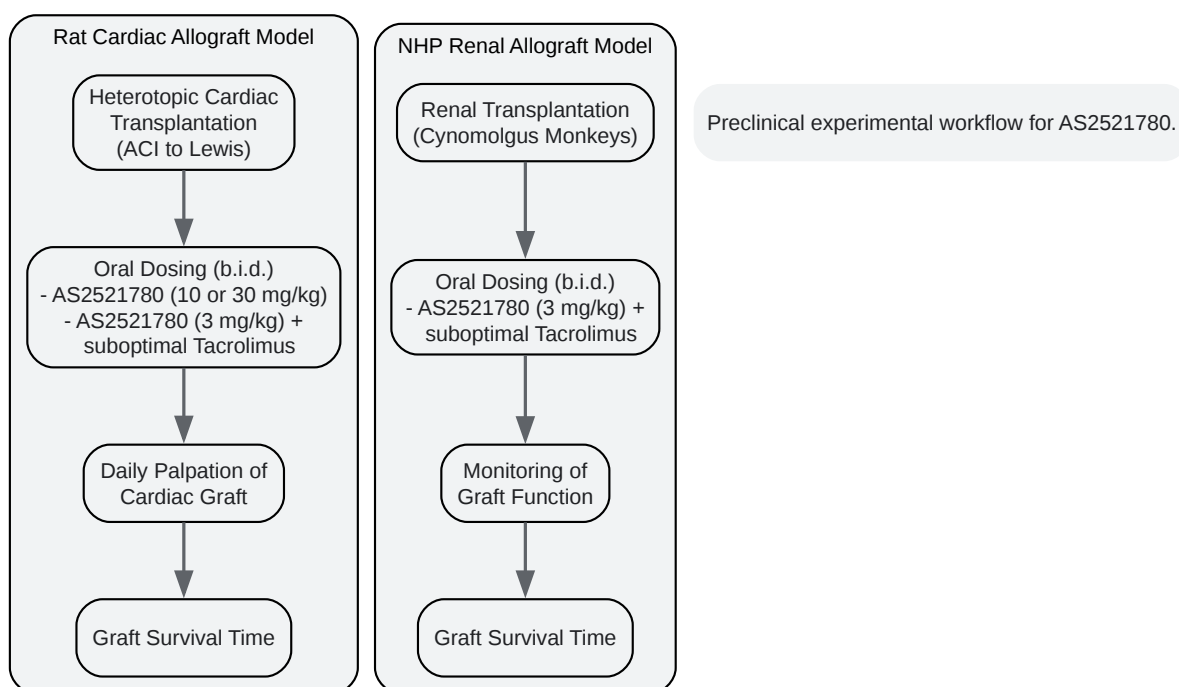 Rat Cardiac Allograft Model
Heterotopic Cardiac
Transplantation
(ACI to Lewis)
Oral Dosing (b.i.d.)
- AS2521780 (10 or 30 mg/kg)
- AS2521780 (3 mg/kg) +
suboptimal Tacrolimus
Daily Palpation of
Cardiac Graft
Graft Survival Time
NHP Renal Allograft Model
Renal Transplantation
(Cynomolgus Monkeys)
Oral Dosing (b.i.d.)
- AS2521780 (3 mg/kg) +
suboptimal Tacrolimus
Monitoring of
Graft Function
Graft Survival Time
Preclinical experimental workflow for AS2521780.